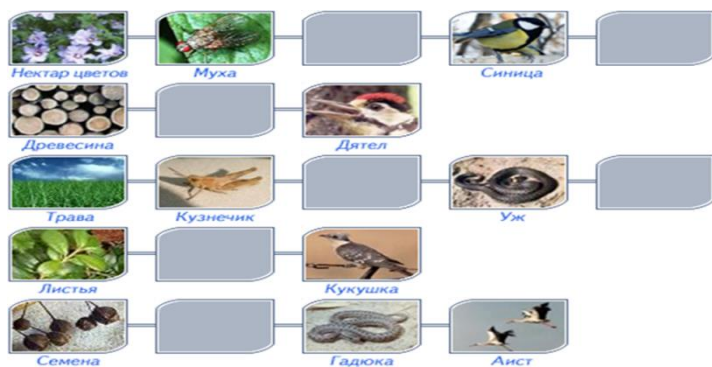 Нектар цветов Муха Синица
Древесина Дятел
Трава Кузнечик Уж
Листья Кукушка
Семена Гадюка Аист